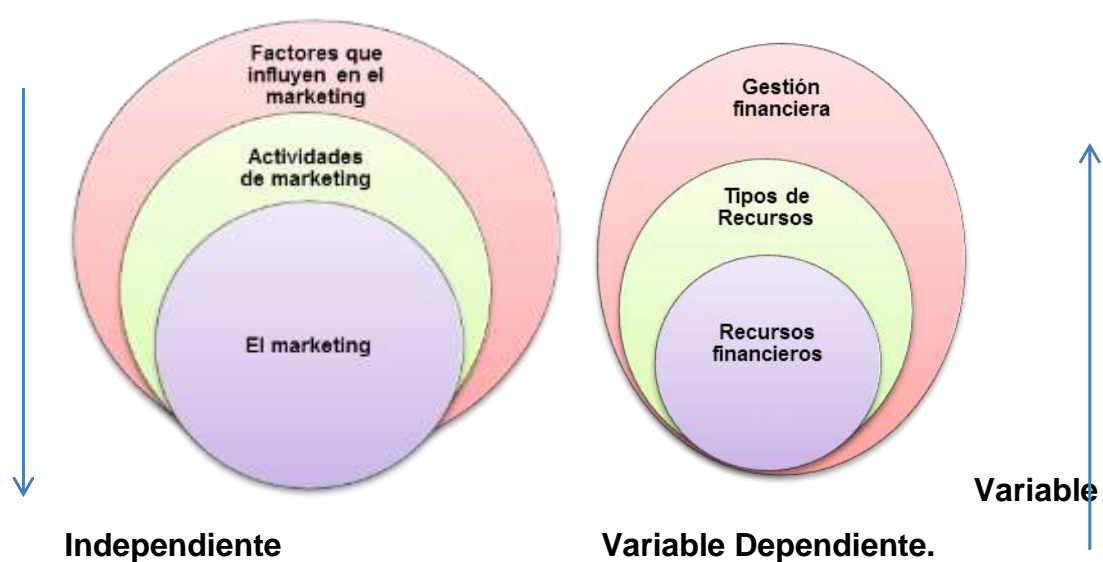 Factores que
influyen en el
marketing
Actividades
de marketing
El marketing
Gestión
financiera
Tipos de
Recursos
Recursos
financieros
Variable
Independiente
Variable Dependiente.